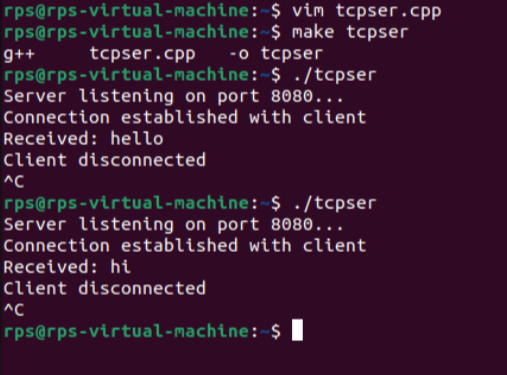 rps@rps-virtual-machine:~$ vim tcpser.cpp
rps@rps-virtual-machine:~$ make tcpser
g++     tcpser.cpp   -o tcpser
rps@rps-virtual-machine:~$ ./tcpser
Server listening on port 8080...
Connection established with client
Received: hello
Client disconnected
^C
rps@rps-virtual-machine:~$ ./tcpser
Server listening on port 8080...
Connection established with client
Received: hi
Client disconnected
^C
rps@rps-virtual-machine:~$